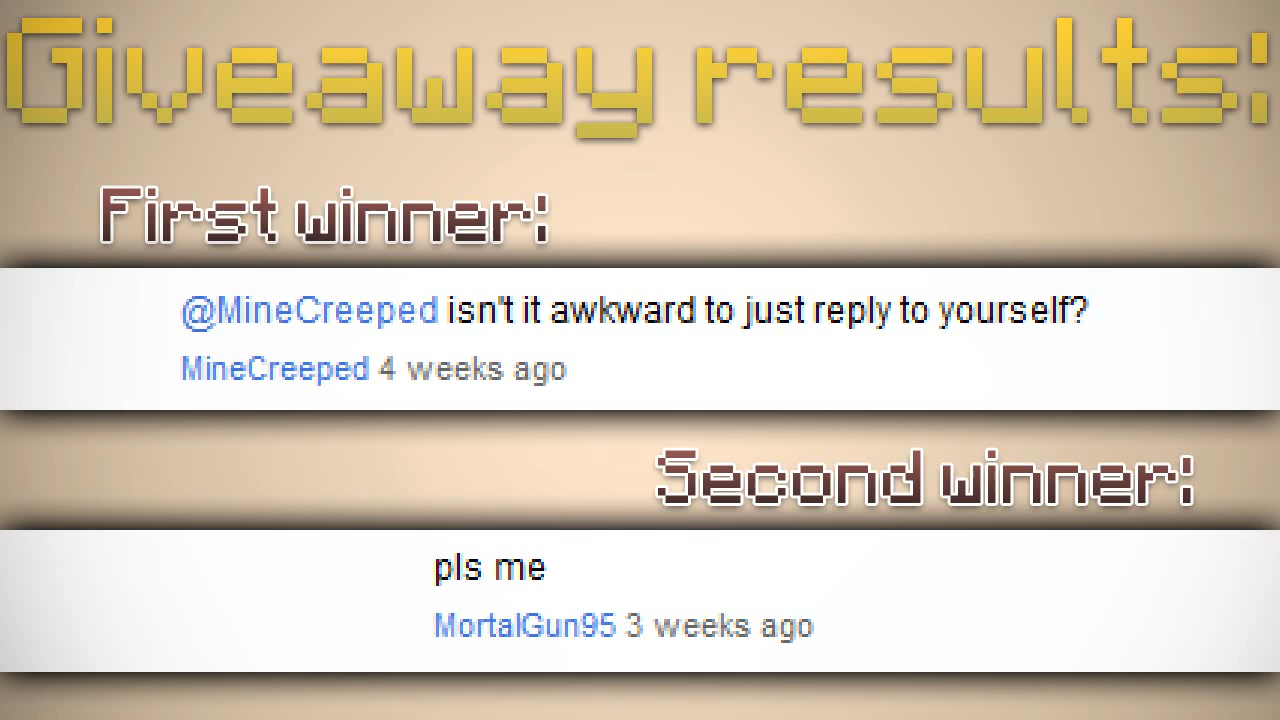 Giveaway results:
First winner:
@MineCreeped isn't it awkward to just reply to yourself?
MineCreeped 4 weeks ago
Second winner:
pls me
MortalGun95 3 weeks ago